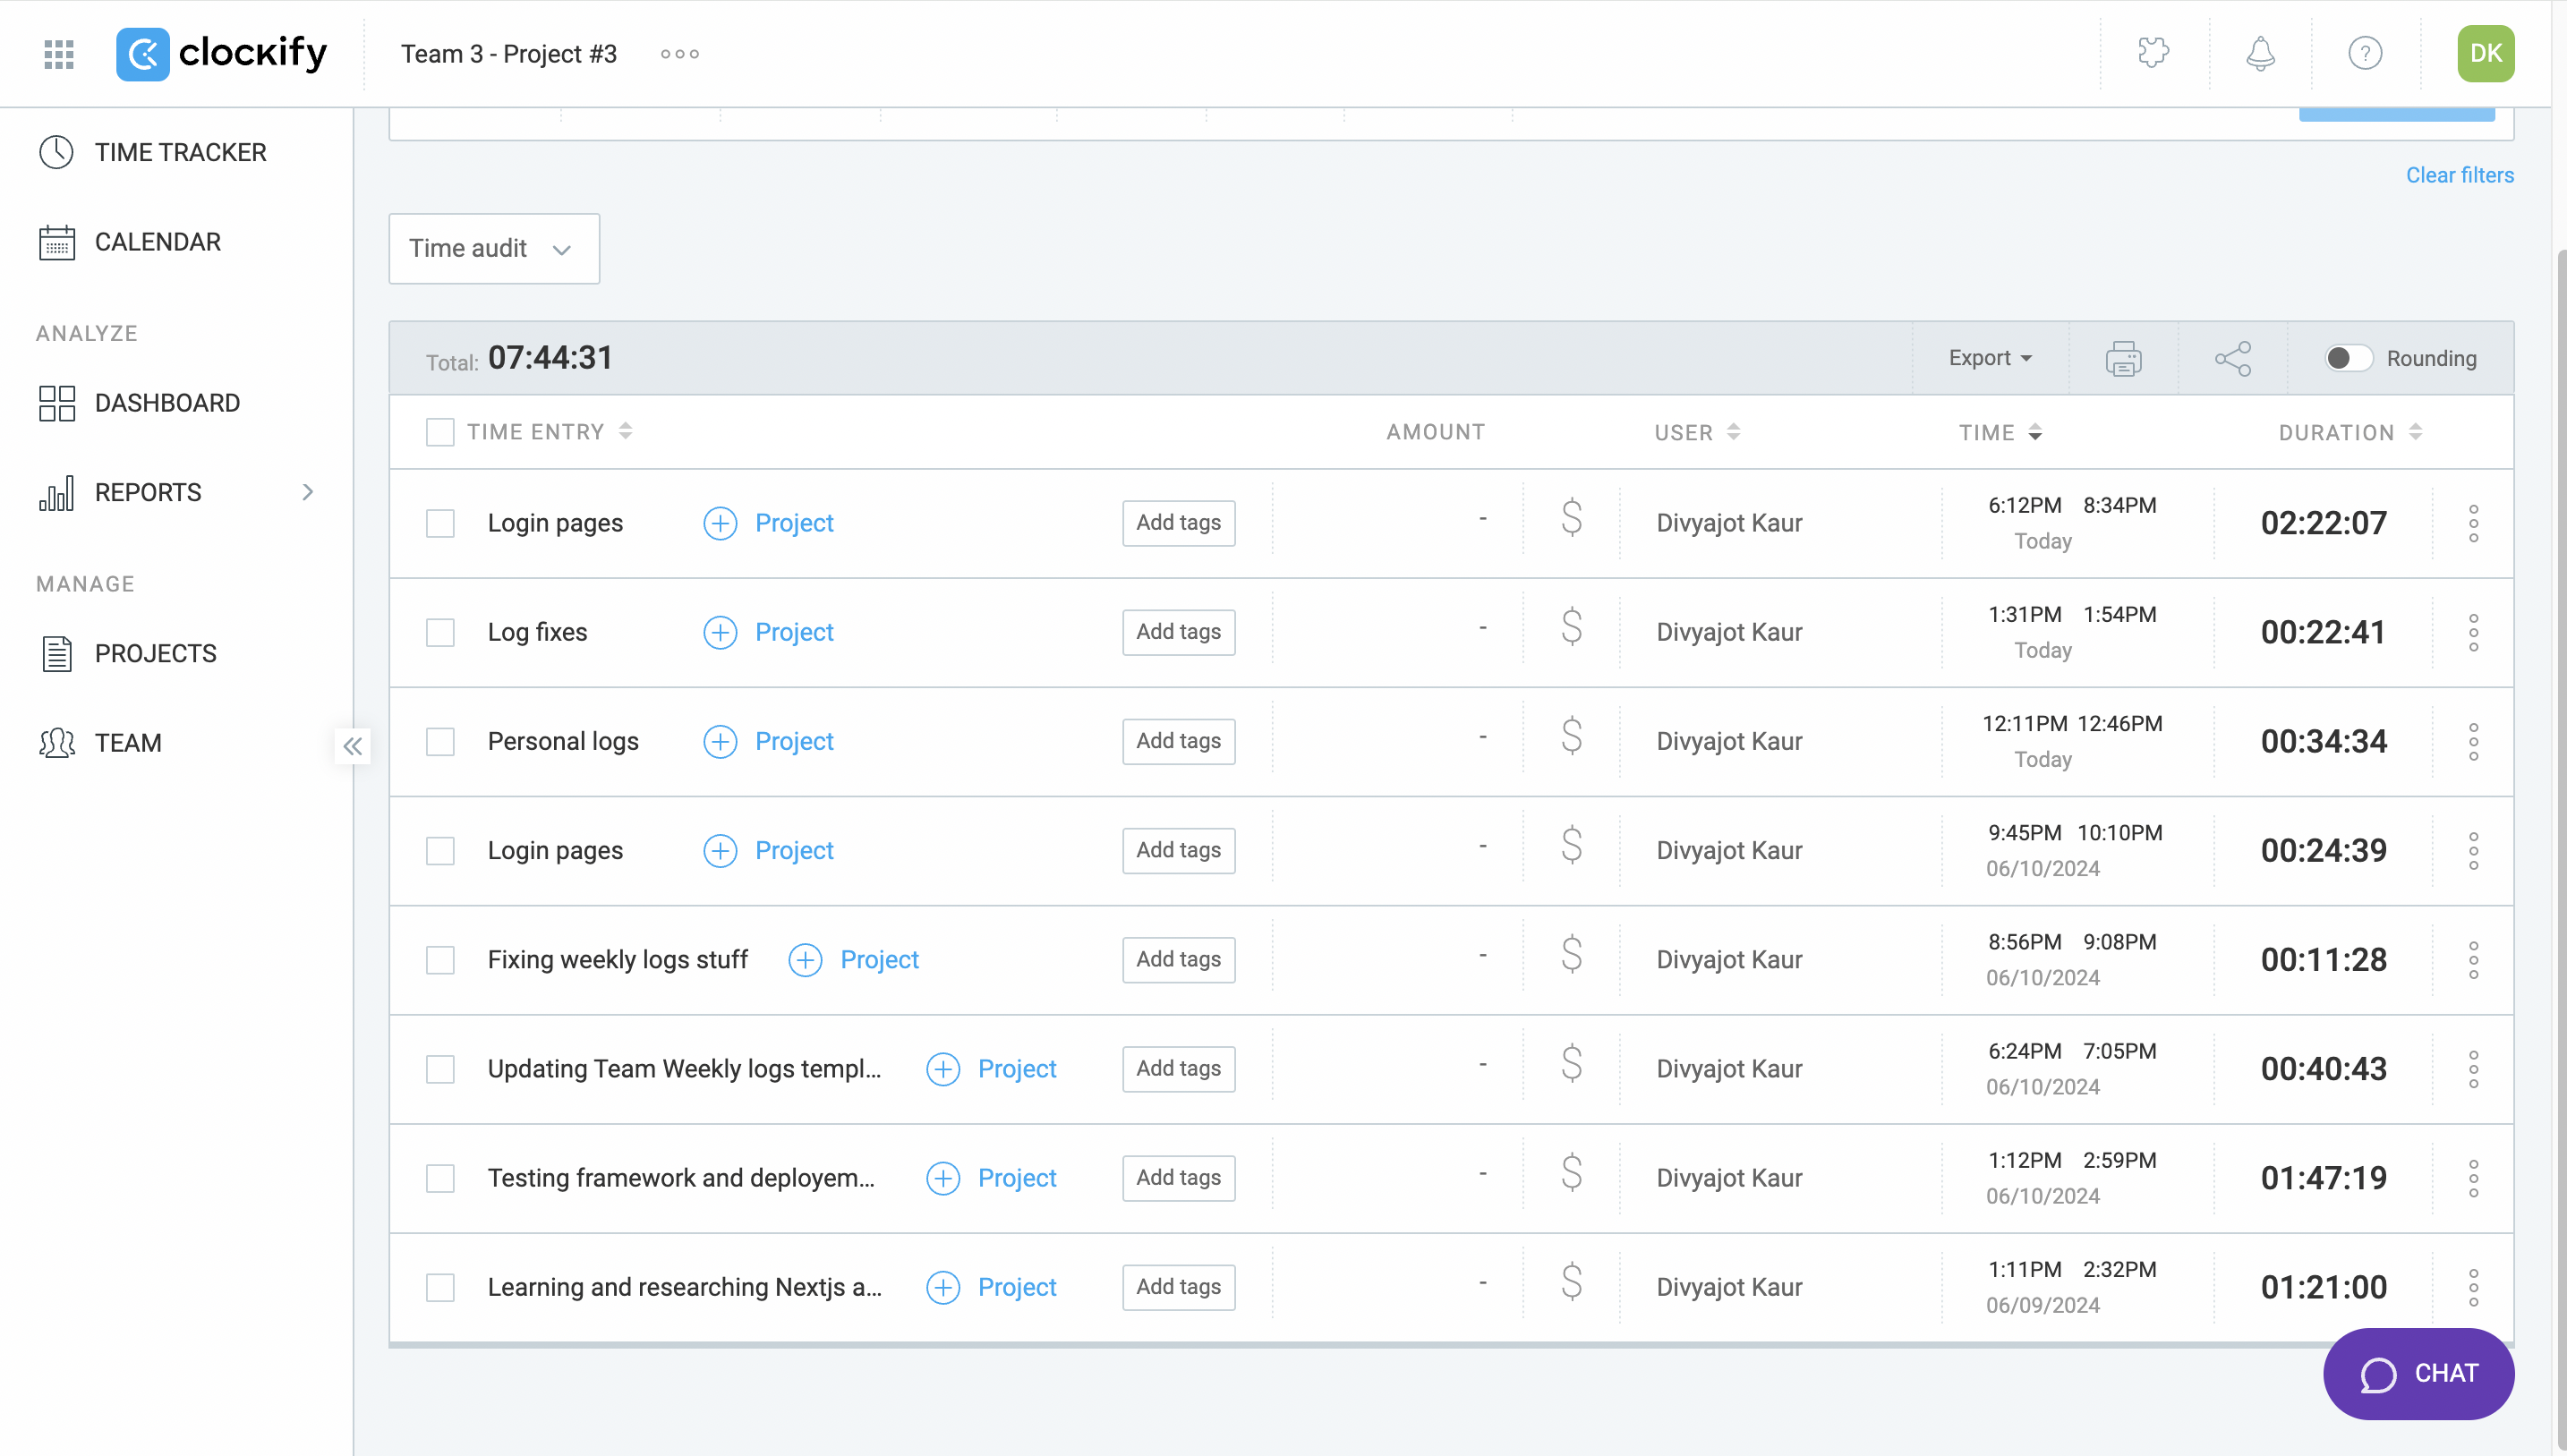 clockify
Team 3 - Project #3
DK
TIME TRACKER
CALENDAR
ANALYZE
DASHBOARD
REPORTS
MANAGE
PROJECTS
TEAM
Clear filters
Time audit
Total: 07:44:31
Export
Rounding
TIME ENTRY AMOUNT USER TIME DURATION
Login pages Project Add tags - $ Divyajot Kaur 6:12PM 8:34PM 02:22:07
Today
Log fixes Project Add tags - $ Divyajot Kaur 1:31PM 1:54PM 00:22:41
Today
Personal logs Project Add tags - $ Divyajot Kaur 12:11PM 12:46PM 00:34:34
Today
Login pages Project Add tags - $ Divyajot Kaur 9:45PM 10:10PM 00:24:39
06/10/2024
Fixing weekly logs stuff Project Add tags - $ Divyajot Kaur 8:56PM 9:08PM 00:11:28
06/10/2024
Updating Team Weekly logs templ... Project Add tags - $ Divyajot Kaur 6:24PM 7:05PM 00:40:43
06/10/2024
Testing framework and deployem... Project Add tags - $ Divyajot Kaur 1:12PM 2:59PM 01:47:19
06/10/2024
Learning and researching Nextjs a... Project Add tags - $ Divyajot Kaur 1:11PM 2:32PM 01:21:00
06/09/2024
CHAT